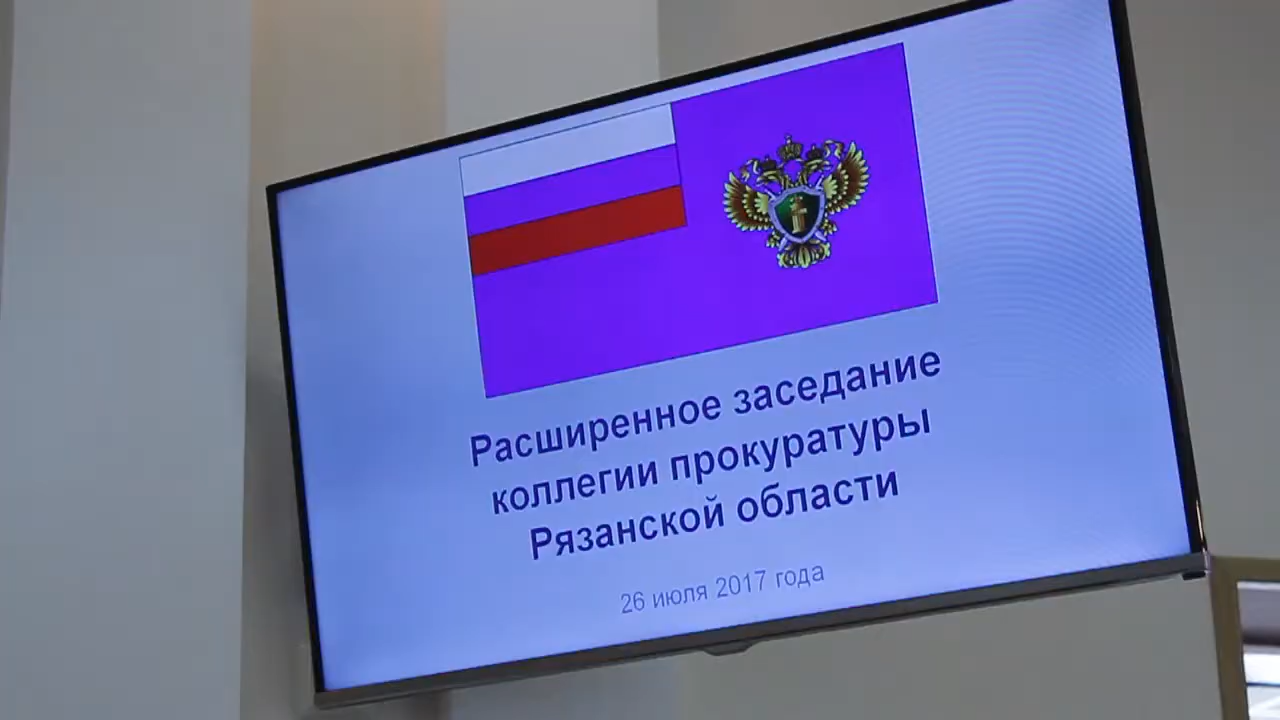 Расширенное заседание
коллегии прокуратуры
Рязанской области
26 июля 2017 года